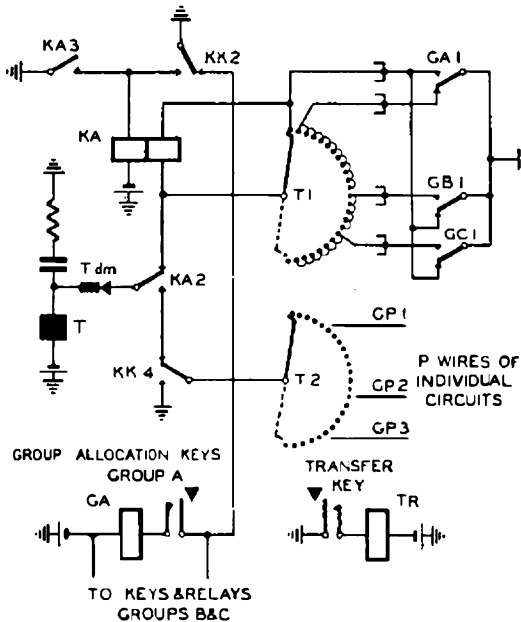 KA3
KK2
GA1
KA
T1
GB1
GC1
Tdm
KA2
T
GP1
KK4
T2
GP2
P WIRES OF
INDIVIDUAL
CIRCUITS
GP3
GROUP ALLOCATION KEYS
GROUP A
TRANSFER
KEY
GA
TR
TO KEYS & RELAYS
GROUPS B&C